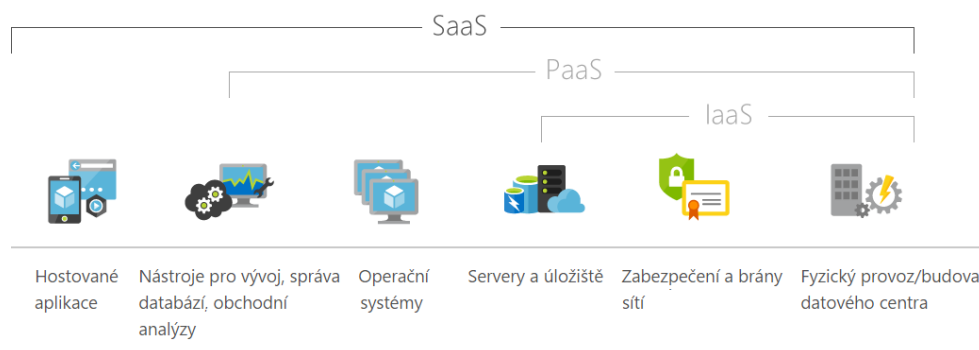 SaaS
PaaS
IaaS
Hostované
aplikace
Nástroje pro vývoj, správa
databází, obchodní
analýzy
Operační
systémy
Servery a úložiště
Zabezpečení a brány
sítí
Fyzický provoz/budova
datového centra